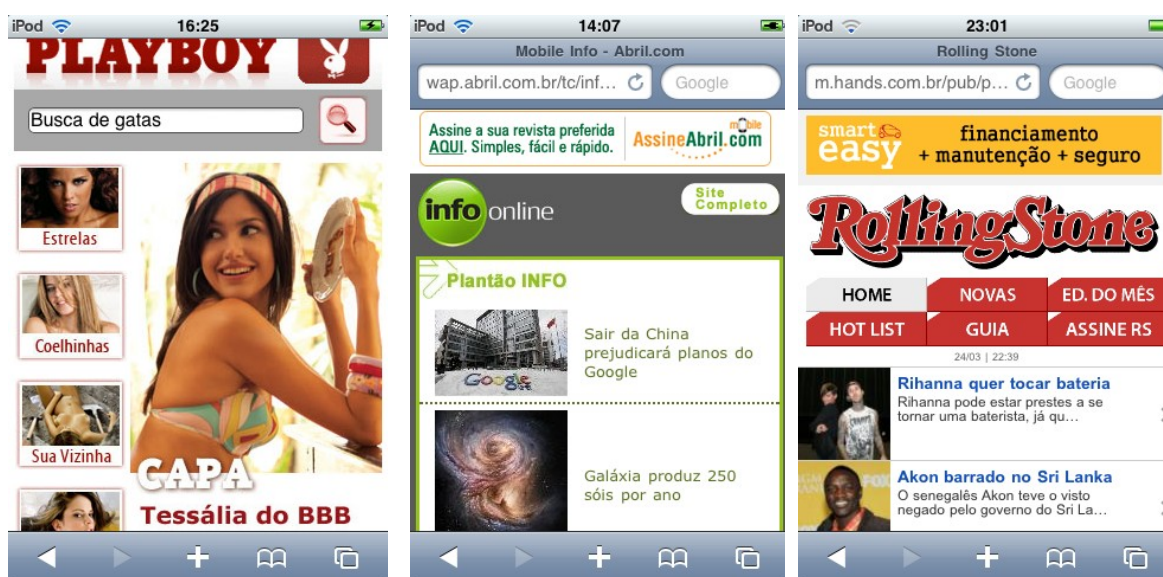 iPod 16:25
PLAYBOY
Busca de gatas
Estrelas
Coelhinhas
Sua Vizinha
CAPA
Tessália do BBB
iPod 14:07
Mobile Info - Abril.com
wap.abril.com.br/tc/inf... Google
Assine a sua revista preferida
AQUI. Simples, fácil e rápido.
mobile
AssineAbril.com
info online
Site
Completo
Plantão INFO
Sair da China
prejudicará planos do
Google
Google
Galáxia produz 250
sóis por ano
iPod 23:01
Rolling Stone
m.hands.com.br/pub/p... Google
smart
easy
financiamento
+ manutenção + seguro
RollingStone
HOME NOVAS ED. DO MÊS
HOT LIST GUIA ASSINE RS
24/03 | 22:39
Rihanna quer tocar bateria
Rihanna pode estar prestes a se
tornar uma baterista, já qu...
Akon barrado no Sri Lanka
O senegalês Akon teve o visto
negado pelo governo do Sri La...